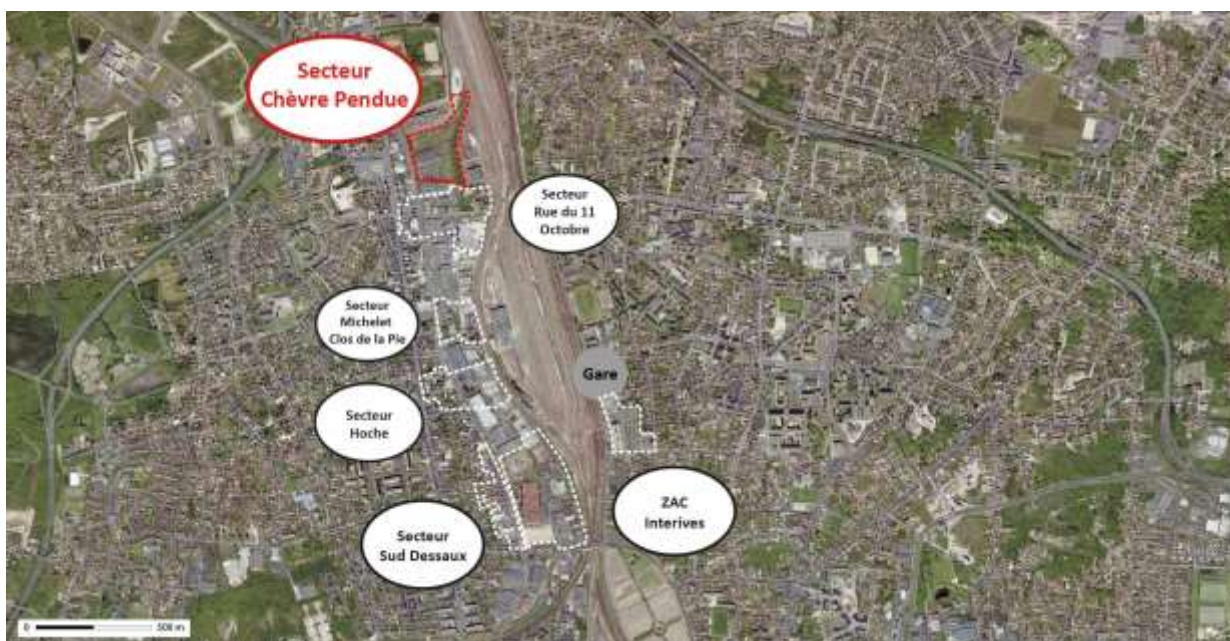 Secteur
Chèvre Pendue
Secteur
Rue du 11
Octobre
Secteur
Michelet
Clos de la Pie
Gare
Secteur
Hoche
ZAC
Interives
Secteur
Sud Dessaux
0 500 m